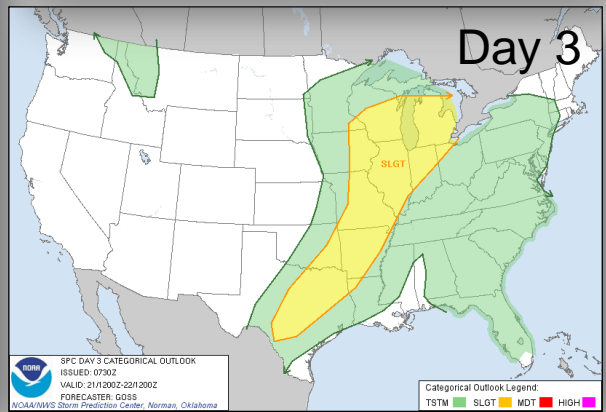 Day 3
SLGT
NOAA
SPC DAY 3 CATEGORICAL OUTLOOK
ISSUED: 0730Z
VALID: 21/1200Z-22/1200Z
FORECASTER: GOSS
NOAA/NWS Storm Prediction Center, Norman, Oklahoma
Categorical Outlook Legend:
TSTM SLGT MDT HIGH